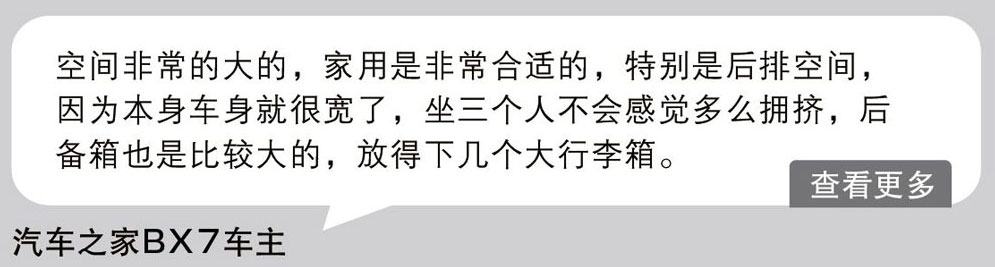 空间非常的大的，家用是非常合适的，特别是后排空间，
因为本身车身就很宽了，坐三个人不会感觉多么拥挤，后
备箱也是比较大的，放得下几个大行李箱。
查看更多
汽车之家BX7车主